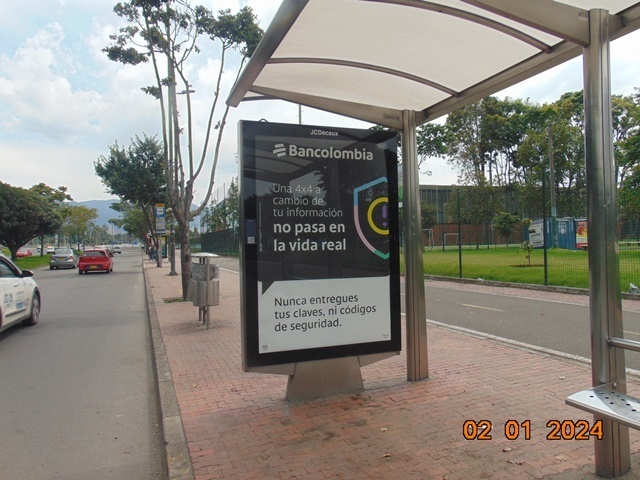 JCDecaux
Bancolombia
Una 4x4 a
cambio de
tu información
no pasa en
la vida real
Nunca entregues
tus claves, ni códigos
de seguridad.
02 01 2024